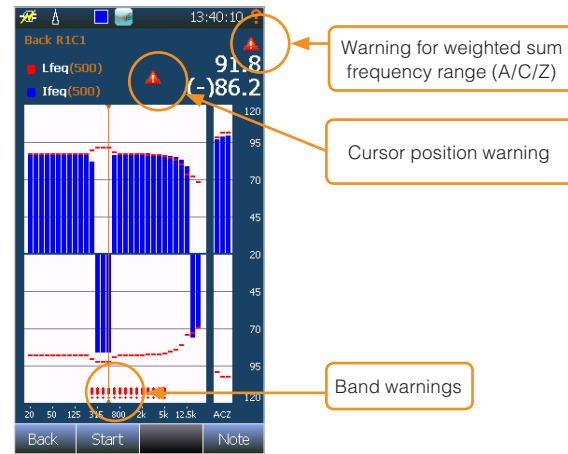 13:40:10 ?
Back R1C1
Lfeq(500) 91.8
Ifeq(500) (-)86.2
120
95
70
45
20
45
70
95
120
20 50 125 315 800 2k 5k 12.5k ACZ
Back Start Note
Warning for weighted sum
frequency range (A/C/Z)
Cursor position warning
Band warnings